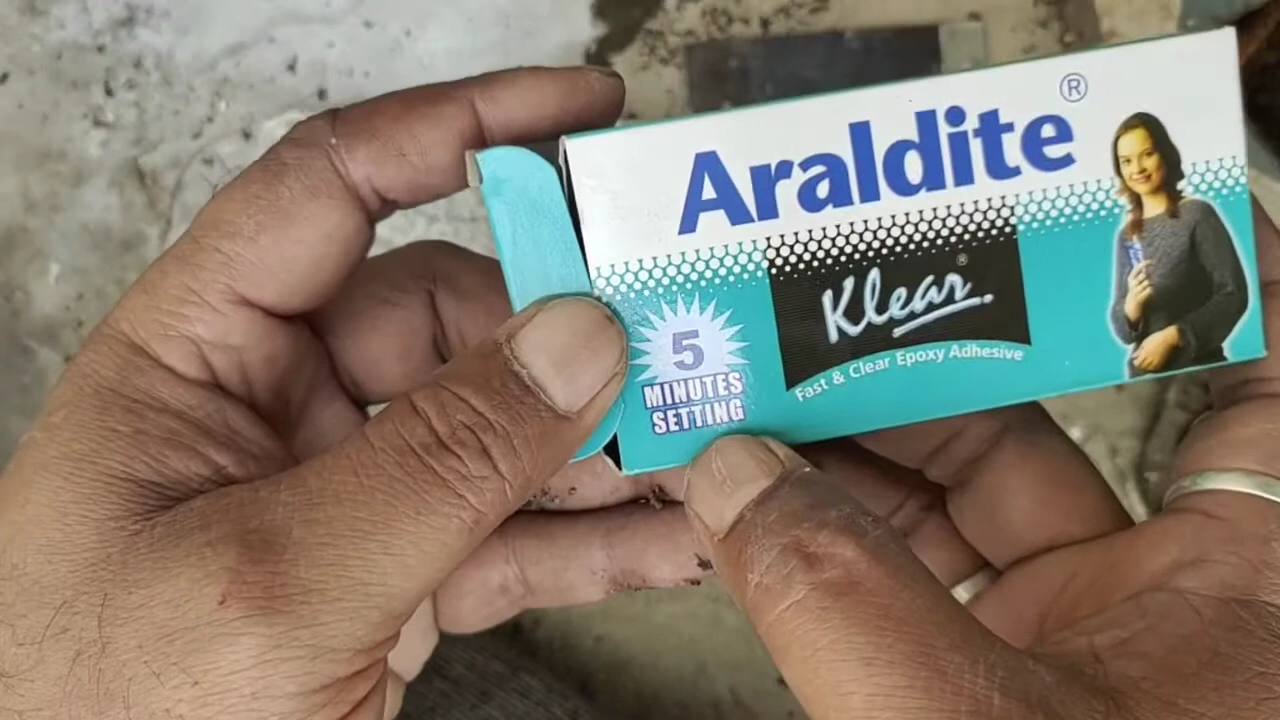 Araldite®
Klear®
Fast & Clear Epoxy Adhesive
5
MINUTES
SETTING